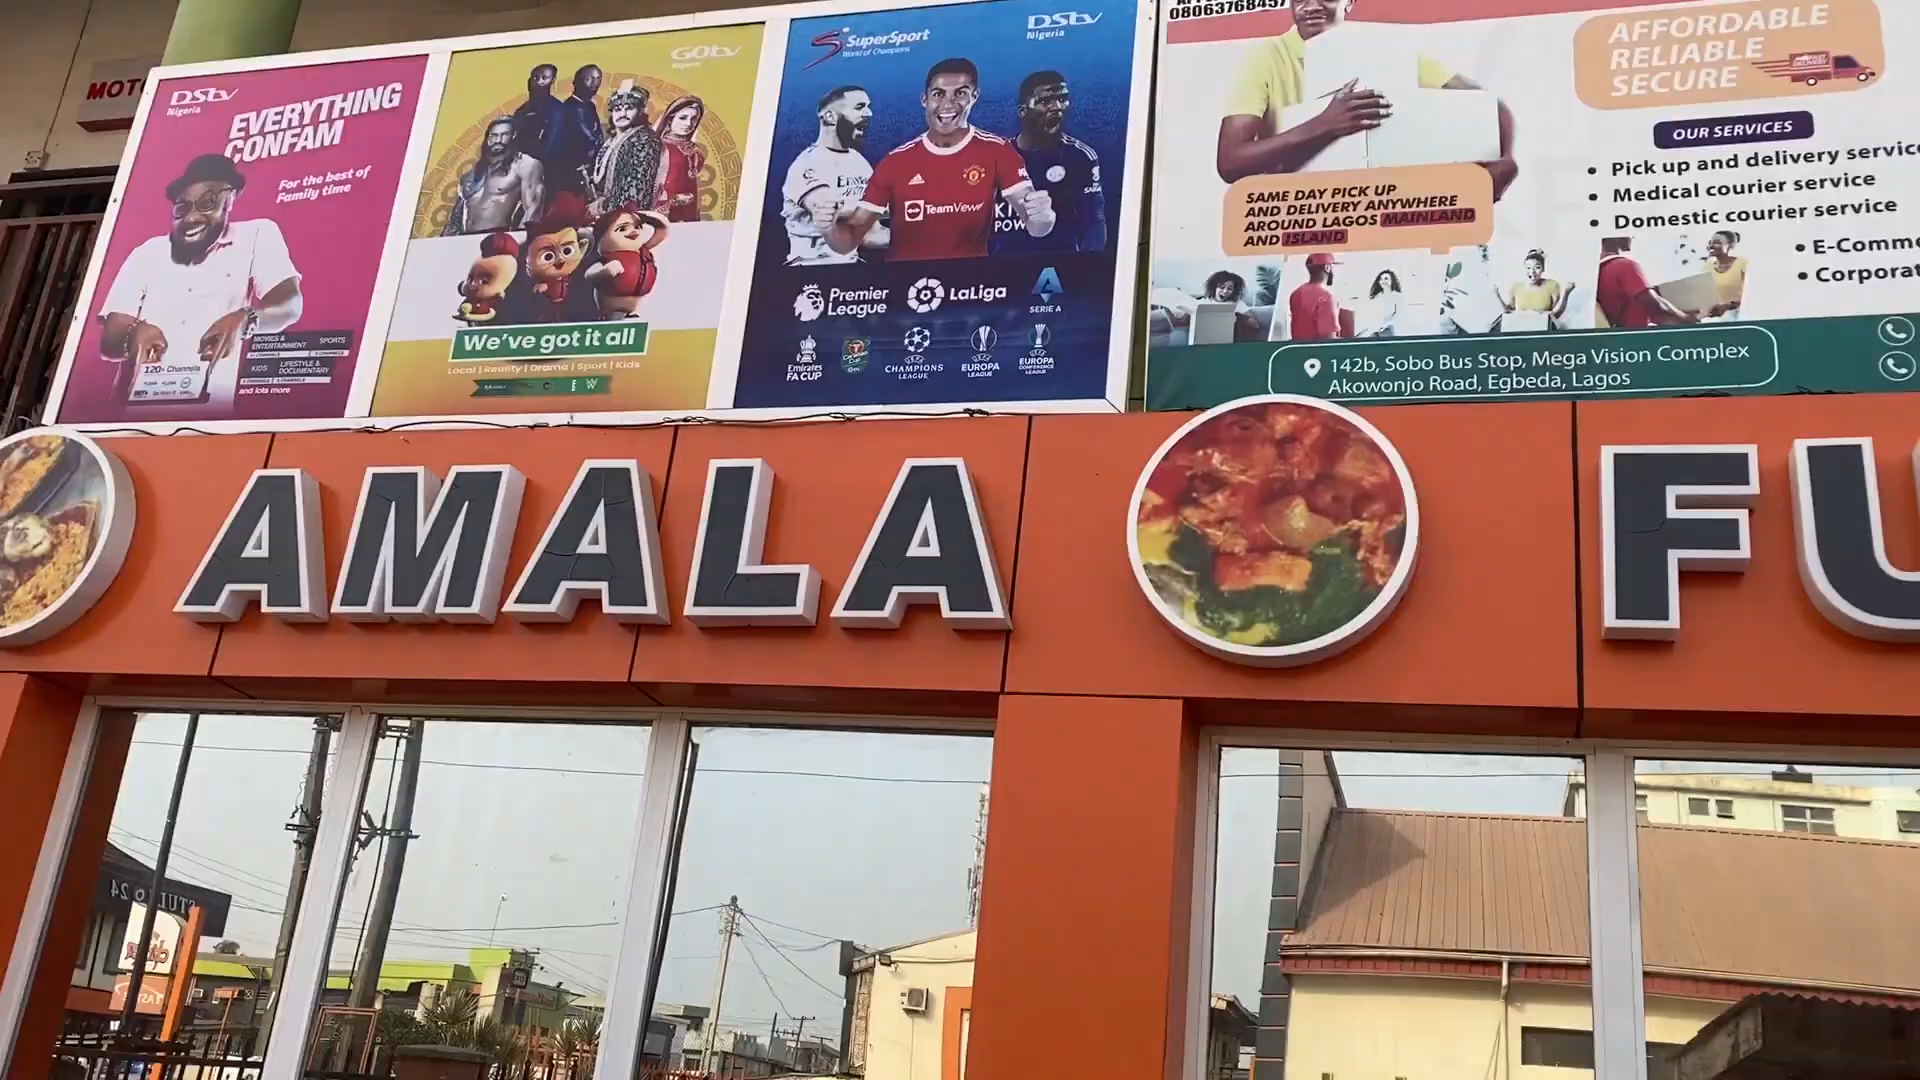 MOTO
DStv
Nigeria
EVERYTHING
CONFAM
For the best of
Family time
120+ Channels
MOVIES &
ENTERTAINMENT
SPORTS
KIDS
LIFESTYLE &
DOCUMENTARY
and lots more
GOtv
Nigeria
We've got it all
Local | Reality | Drama | Sport | Kids
SuperSport
World of Champions
DStv
Nigeria
TeamViewer
Premier
League
LaLiga
SERIE A
Emirates
FA CUP
CHAMPIONS
LEAGUE
EUROPA
LEAGUE
EUROPA
CONFERENCE
LEAGUE
08063768457
AFFORDABLE
RELIABLE
SECURE
OUR SERVICES
• Pick up and delivery service
• Medical courier service
• Domestic courier service
• E-Comme
• Corporat
SAME DAY PICK UP
AND DELIVERY ANYWHERE
AROUND LAGOS MAINLAND
AND ISLAND
142b, Sobo Bus Stop, Mega Vision Complex
Akowonjo Road, Egbeda, Lagos
AMALA FU